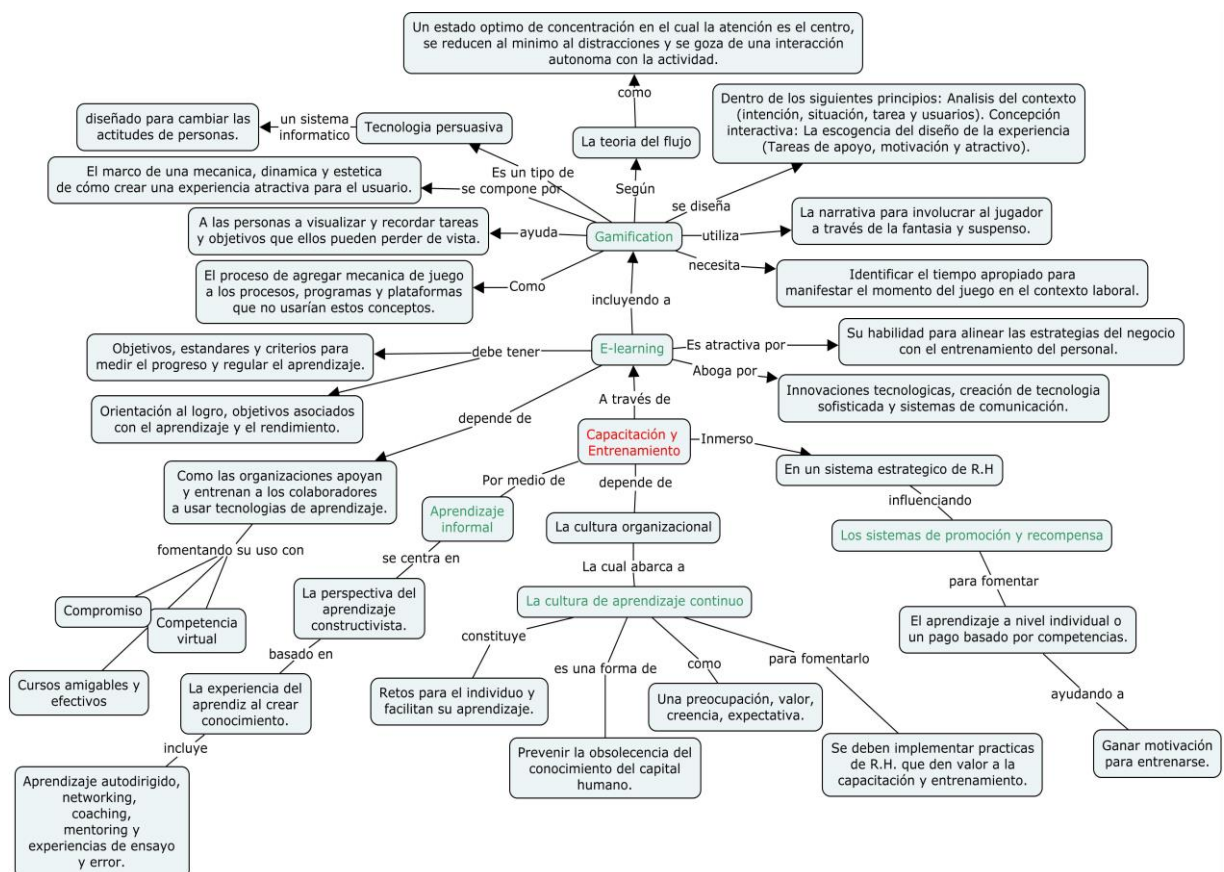 Un estado optimo de concentración en el cual la atención es el centro,
se reducen al minimo al distracciones y se goza de una interacción
autonoma con la actividad.
como
La teoria del flujo
Según
diseñado para cambiar las
actitudes de personas.
un sistema
informatico
Tecnologia persuasiva
Es un tipo de
Dentro de los siguientes principios: Analisis del contexto
(intención, situación, tarea y usuarios). Concepción
interactiva: La escogencia del diseño de la experiencia
(Tareas de apoyo, motivación y atractivo).
se diseña
El marco de una mecanica, dinamica y estetica
de cómo crear una experiencia atractiva para el usuario.
se compone por
A las personas a visualizar y recordar tareas
y objetivos que ellos pueden perder de vista.
ayuda
Gamification
utiliza
La narrativa para involucrar al jugador
a través de la fantasia y suspenso.
El proceso de agregar mecanica de juego
a los procesos, programas y plataformas
que no usarían estos conceptos.
Como
necesita
Identificar el tiempo apropiado para
manifestar el momento del juego en el contexto laboral.
incluyendo a
Objetivos, estandares y criterios para
medir el progreso y regular el aprendizaje.
debe tener
E-learning
Es atractiva por
Su habilidad para alinear las estrategias del negocio
con el entrenamiento del personal.
Aboga por
Innovaciones tecnologicas, creación de tecnologia
sofisticada y sistemas de comunicación.
Orientación al logro, objetivos asociados
con el aprendizaje y el rendimiento.
depende de
A través de
Capacitación y
Entrenamiento
Inmerso
En un sistema estrategico de R.H
influenciando
Los sistemas de promoción y recompensa
para fomentar
El aprendizaje a nivel individual o
un pago basado por competencias.
ayudando a
Ganar motivación
para entrenarse.
Como las organizaciones apoyan
y entrenan a los colaboradores
a usar tecnologias de aprendizaje.
fomentando su uso con
Compromiso
Competencia
virtual
Cursos amigables y
efectivos
Por medio de
Aprendizaje
informal
se centra en
La perspectiva del
aprendizaje
constructivista.
basado en
La experiencia del
aprendiz al crear
conocimiento.
incluye
Aprendizaje autodirigido,
networking,
coaching,
mentoring y
experiencias de ensayo
y error.
depende de
La cultura organizacional
La cual abarca a
La cultura de aprendizaje continuo
constituye
Retos para el individuo y
facilitan su aprendizaje.
es una forma de
Prevenir la obsolecencia del
conocimiento del capital
humano.
como
Una preocupación, valor,
creencia, expectativa.
para fomentarlo
Se deben implementar practicas
de R.H. que den valor a la
capacitación y entrenamiento.